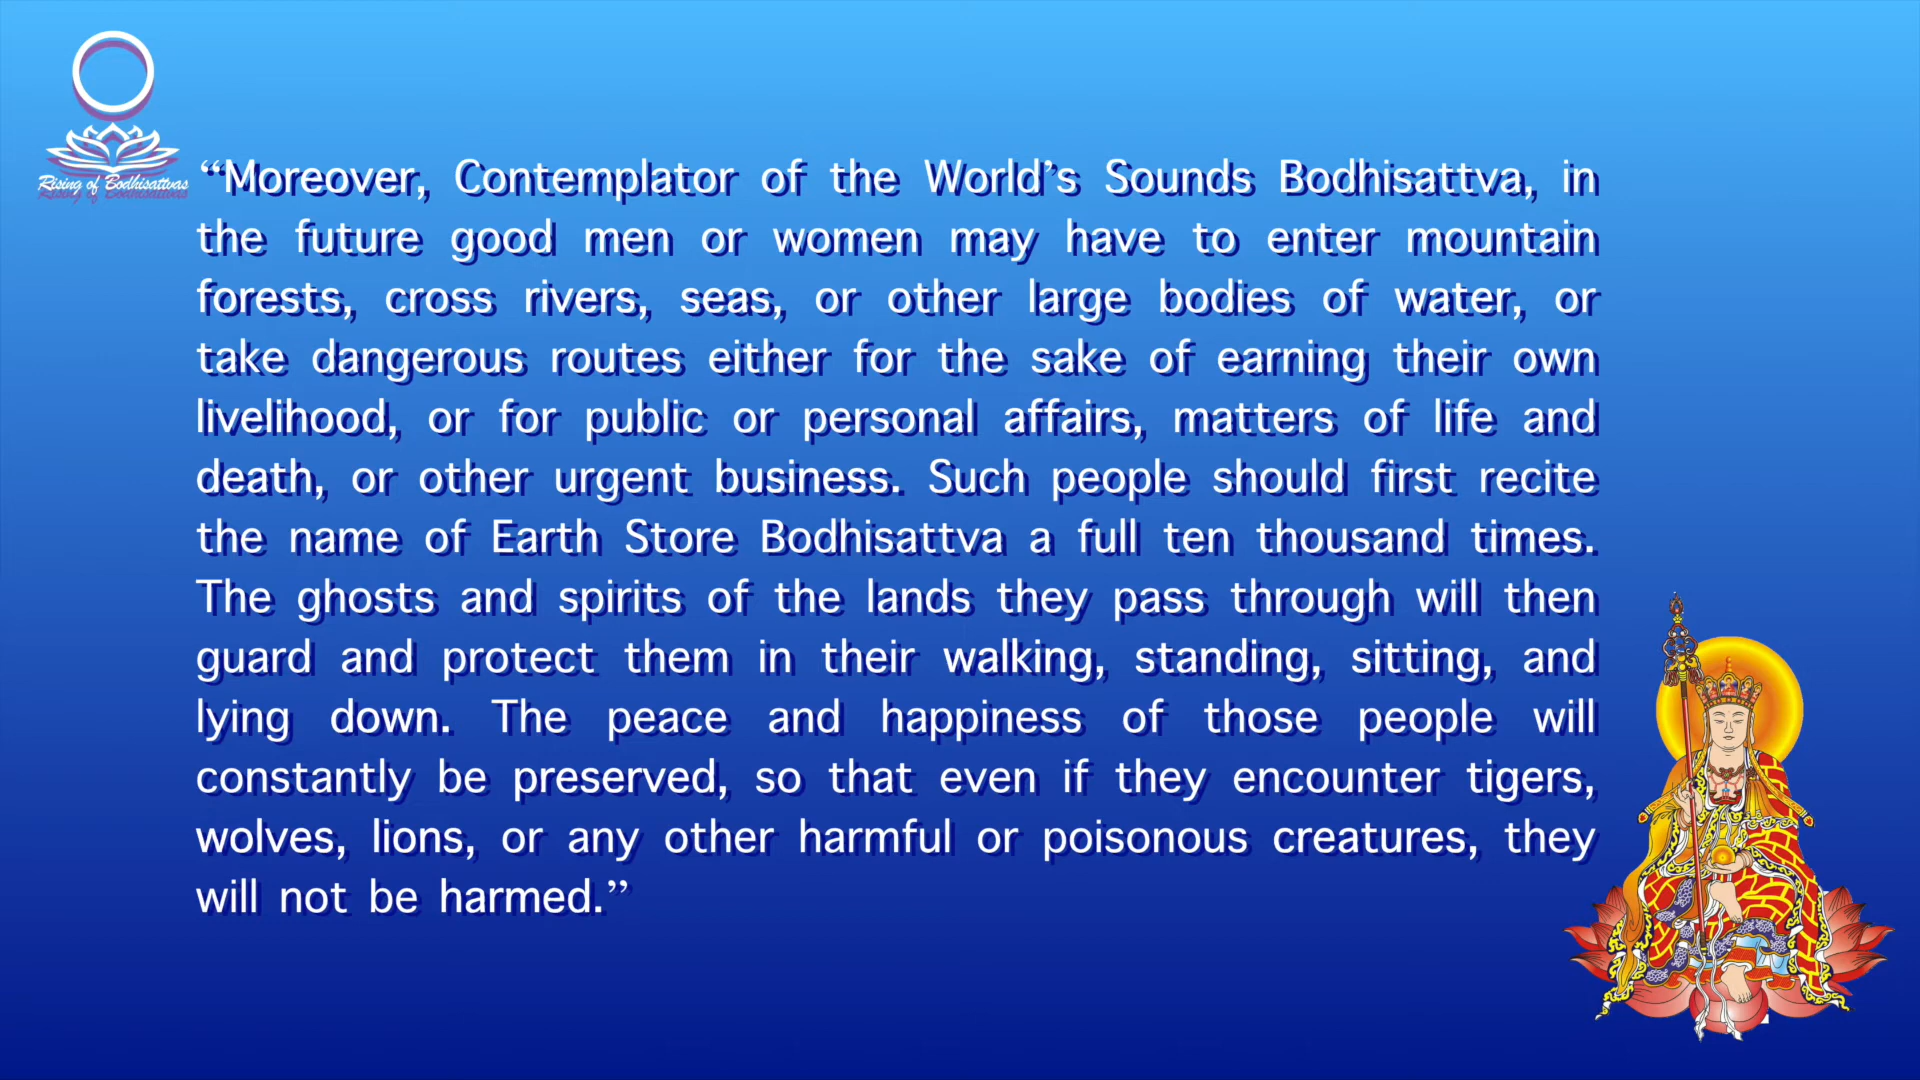 Rising of Bodhisattvas
“Moreover, Contemplator of the World’s Sounds Bodhisattva, in
the future good men or women may have to enter mountain
forests, cross rivers, seas, or other large bodies of water, or
take dangerous routes either for the sake of earning their own
livelihood, or for public or personal affairs, matters of life and
death, or other urgent business. Such people should first recite
the name of Earth Store Bodhisattva a full ten thousand times.
The ghosts and spirits of the lands they pass through will then
guard and protect them in their walking, standing, sitting, and
lying down. The peace and happiness of those people will
constantly be preserved, so that even if they encounter tigers,
wolves, lions, or any other harmful or poisonous creatures, they
will not be harmed.”